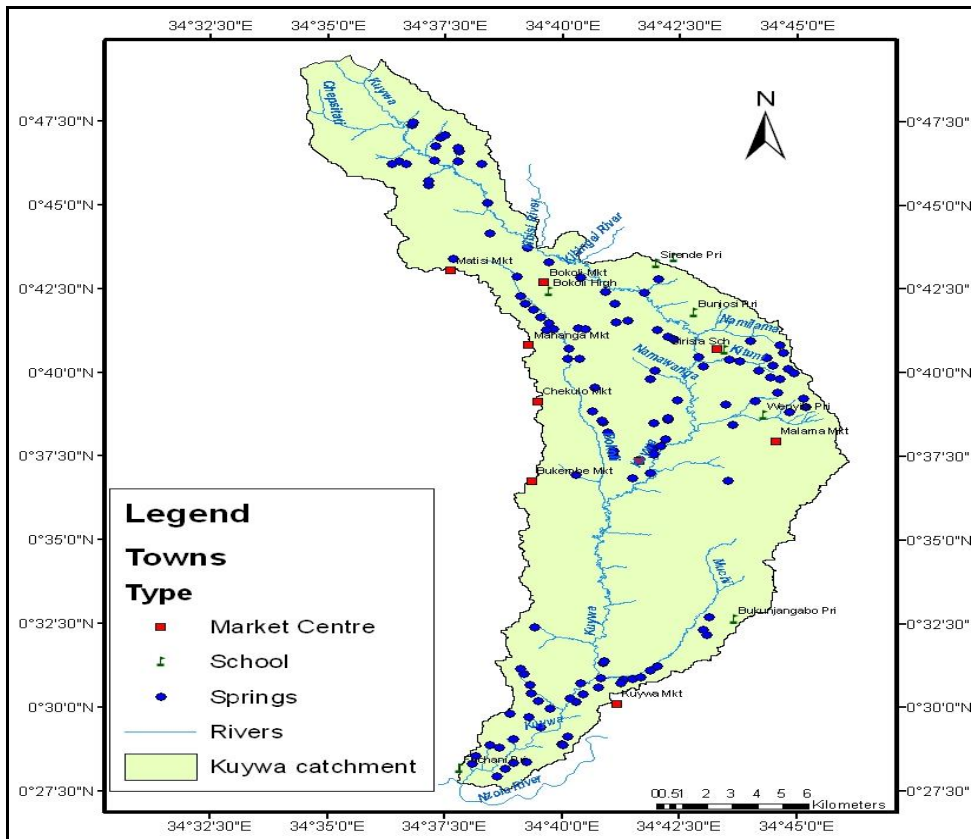 34°32'30"E 34°35'0"E 34°37'30"E 34°40'0"E 34°42'30"E 34°45'0"E
N
0°47'30"N 0°47'30"N
0°45'0"N 0°45'0"N
0°42'30"N 0°42'30"N
0°40'0"N 0°40'0"N
0°37'30"N 0°37'30"N
0°35'0"N 0°35'0"N
0°32'30"N 0°32'30"N
0°30'0"N 0°30'0"N
0°27'30"N 0°27'30"N
Chepsitati
Kuywa
River
Kibingei River
Sirende Pri
Matisi Mkt
Bokoli Mkt
Bokoli High
Bunjosi Pri
Namilama
Mahanga Mkt
Sirisia Sch
Namawanga
Chekulo Mkt
Malama Mkt
Bukembe Mkt
Muchi
Bukunjangabo Pri
Kuywa
Kuywa Mkt
Kuywa
Nzoia River
Legend
Towns
Type
Market Centre
School
Springs
Rivers
Kuywa catchment
0 0.5 1 2 3 4 5 6
Kilometers
34°32'30"E 34°35'0"E 34°37'30"E 34°40'0"E 34°42'30"E 34°45'0"E